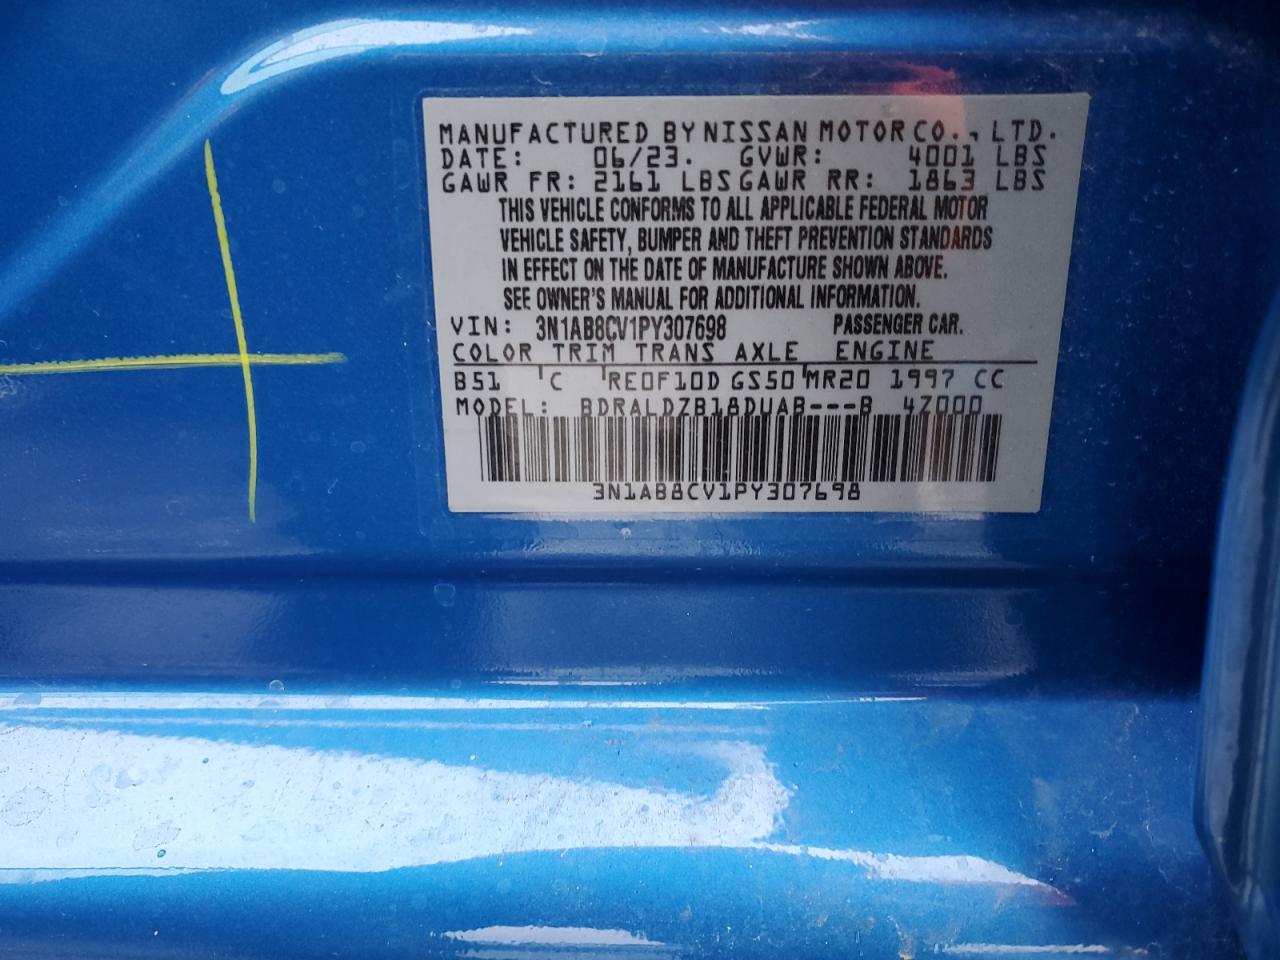 MANUFACTURED BY NISSAN MOTOR CO., LTD.
DATE: 06/23. GVWR: 4001 LBS
GAWR FR: 2161 LBS GAWR RR: 1863 LBS
THIS VEHICLE CONFORMS TO ALL APPLICABLE FEDERAL MOTOR
VEHICLE SAFETY, BUMPER AND THEFT PREVENTION STANDARDS
IN EFFECT ON THE DATE OF MANUFACTURE SHOWN ABOVE.
SEE OWNER'S MANUAL FOR ADDITIONAL INFORMATION.
VIN: 3N1AB8CV1PY307698 PASSENGER CAR.
COLOR TRIM TRANS AXLE ENGINE
B51 C RE0F10D GS50 MR20 1997 CC
MODEL: BDRALDZB18DUAB---B 4Z000
3N1AB8CV1PY307698